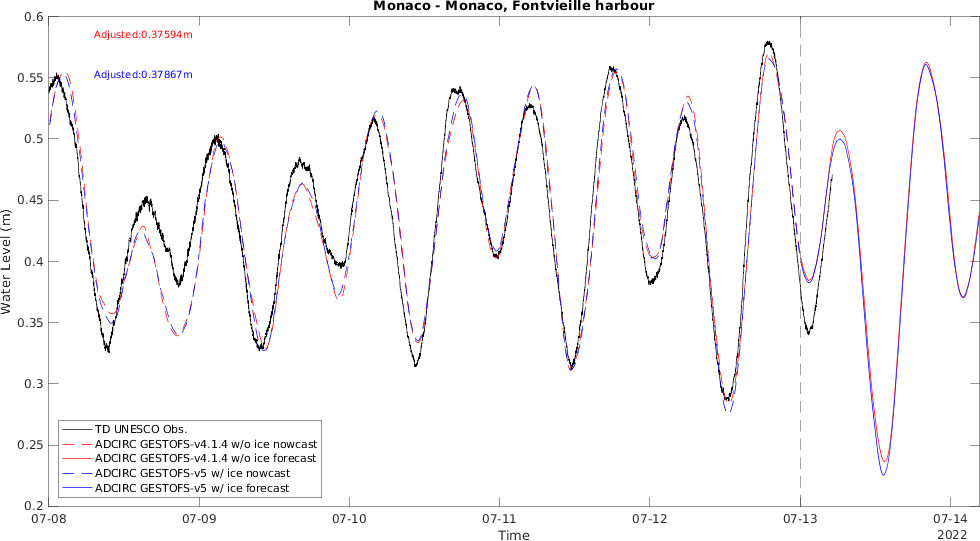 Monaco - Monaco, Fontvieille harbour
Adjusted:0.37594m
Adjusted:0.37867m
0.6
0.55
0.5
0.45
0.4
0.35
0.3
0.25
0.2
Water Level (m)
TD UNESCO Obs.
ADCIRC GESTOFS-v4.1.4 w/o ice nowcast
ADCIRC GESTOFS-v4.1.4 w/o ice forecast
ADCIRC GESTOFS-v5 w/ ice nowcast
ADCIRC GESTOFS-v5 w/ ice forecast
07-08 07-09 07-10 07-11 07-12 07-13 07-14
Time
2022